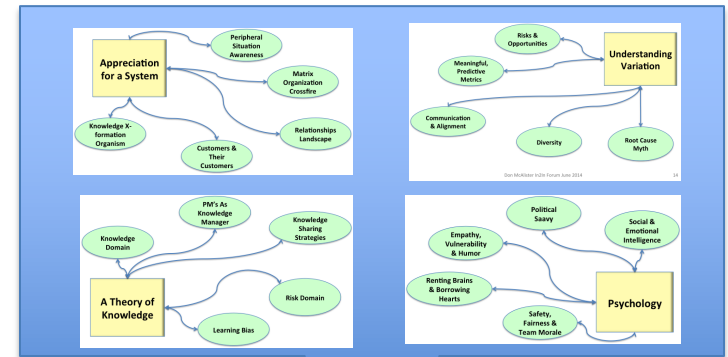 Appreciation
for a System
Peripheral
Situation
Awareness
Matrix
Organization
Crossfire
Relationships
Landscape
Customers &
Their
Customers
Knowledge X-
formation
Organism
Understanding
Variation
Risks &
Opportunities
Meaningful,
Predictive
Metrics
Communication
& Alignment
Diversity
Root Cause
Myth
Don McAlister In2In Forum June 2014
14
A Theory of
Knowledge
Knowledge
Domain
PM's As
Knowledge
Manager
Knowledge
Sharing
Strategies
Risk Domain
Learning Bias
Psychology
Political
Saavy
Social &
Emotional
Intelligence
Empathy,
Vulnerability
& Humor
Renting Brains
& Borrowing
Hearts
Safety,
Fairness &
Team Morale